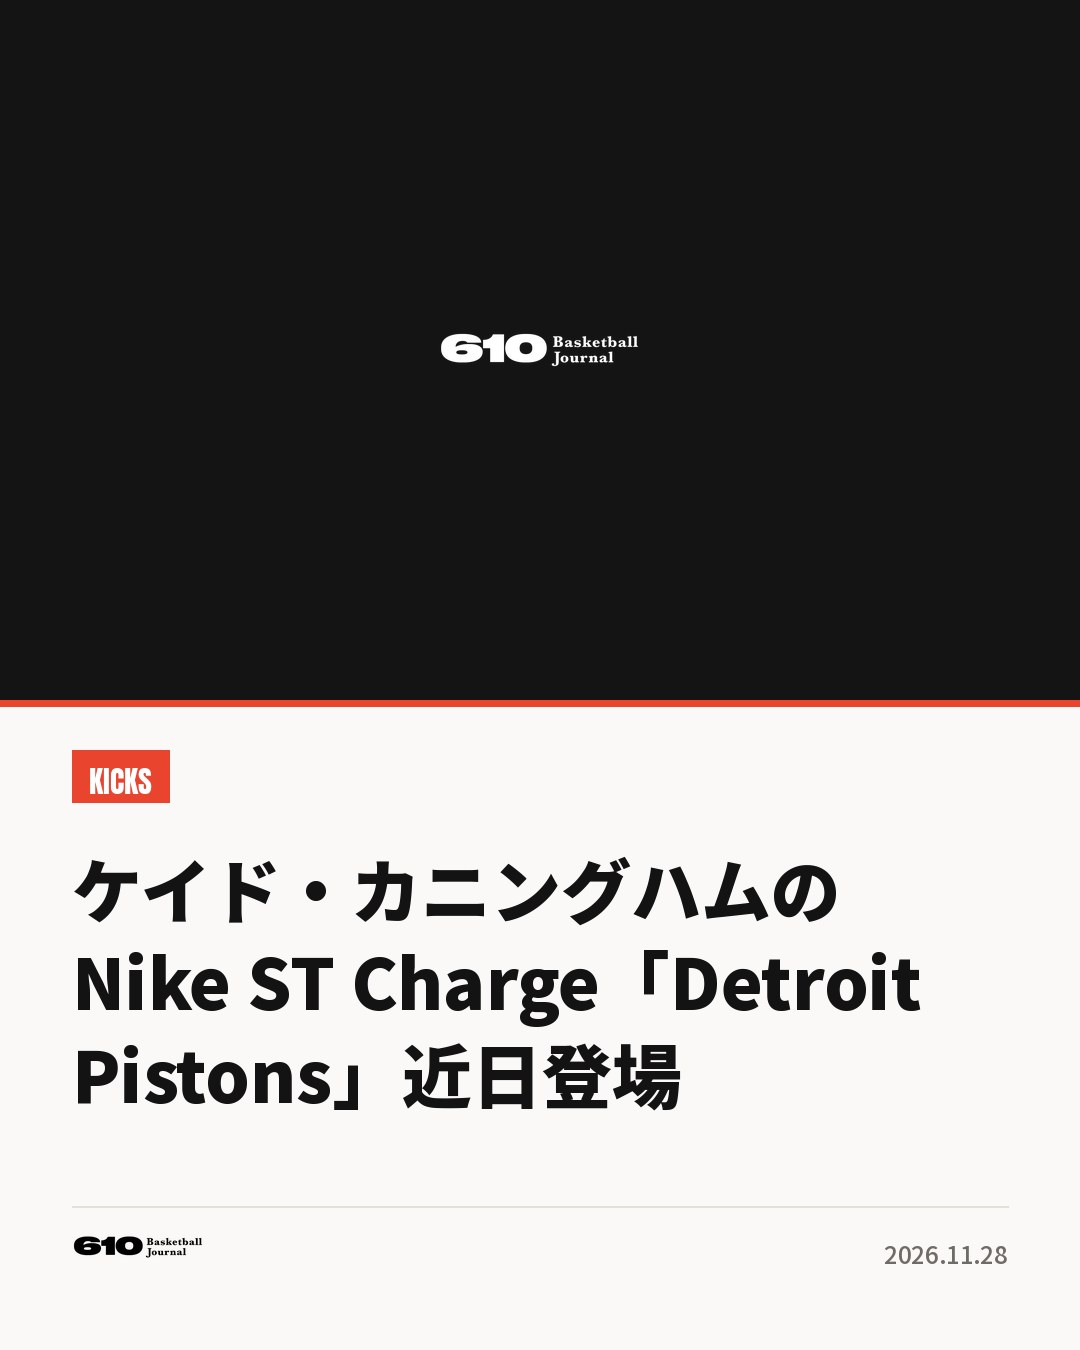 610 Basketball
Journal
KICKS
ケイド・カニングハムの
Nike ST Charge「Detroit
Pistons」近日登場
610 Basketball
Journal
2026.11.28